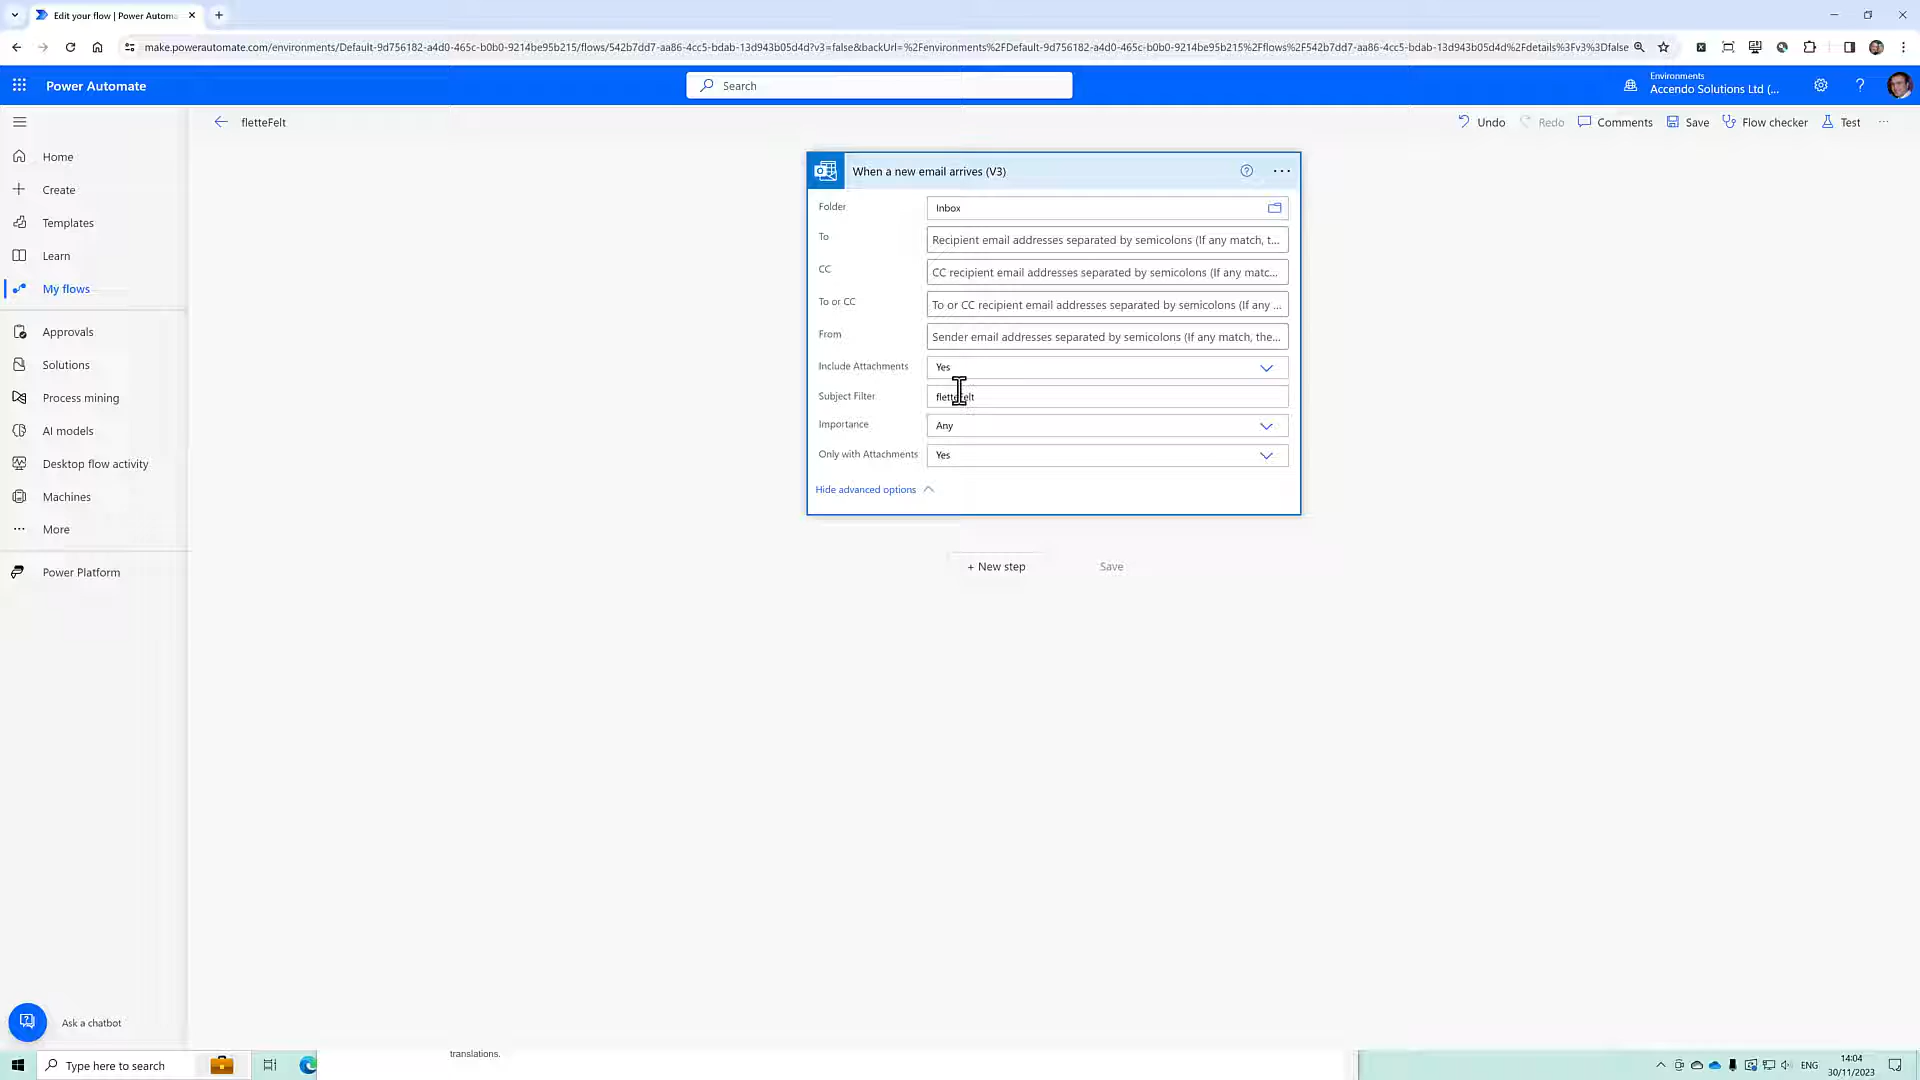 Edit your flow | Power Autom
make.powerautomate.com/environments/Default-9d756182-a4d0-465c-b0b0-9214be95b215/flows/542b7dd7-aa86-4cc5-bdab-13d943b05d4d?v3=false&backUrl=%2Fenvironments%2FDefault-9d756182-a4d0-465c-b0b0-9214be95b215%2Fflows%2F542b7dd7-aa86-4cc5-bdab-13d943b05d4d%2Fdetails%3Fv3%3Dfalse
Power Automate
Search
Environments
Accendo Solutions Ltd (...
fletteFelt
Undo
Redo
Comments
Save
Flow checker
Test
Home
Create
Templates
Learn
My flows
Approvals
Solutions
Process mining
AI models
Desktop flow activity
Machines
More
Power Platform
When a new email arrives (V3)
Folder
Inbox
To
Recipient email addresses separated by semicolons (If any match, t...
CC
CC recipient email addresses separated by semicolons (If any matc...
To or CC
To or CC recipient email addresses separated by semicolons (If any ...
From
Sender email addresses separated by semicolons (If any match, the...
Include Attachments
Yes
Subject Filter
fletteFelt
Importance
Any
Only with Attachments
Yes
Hide advanced options
+ New step
Save
Ask a chatbot
translations.
Type here to search
ENG
14:04
30/11/2023